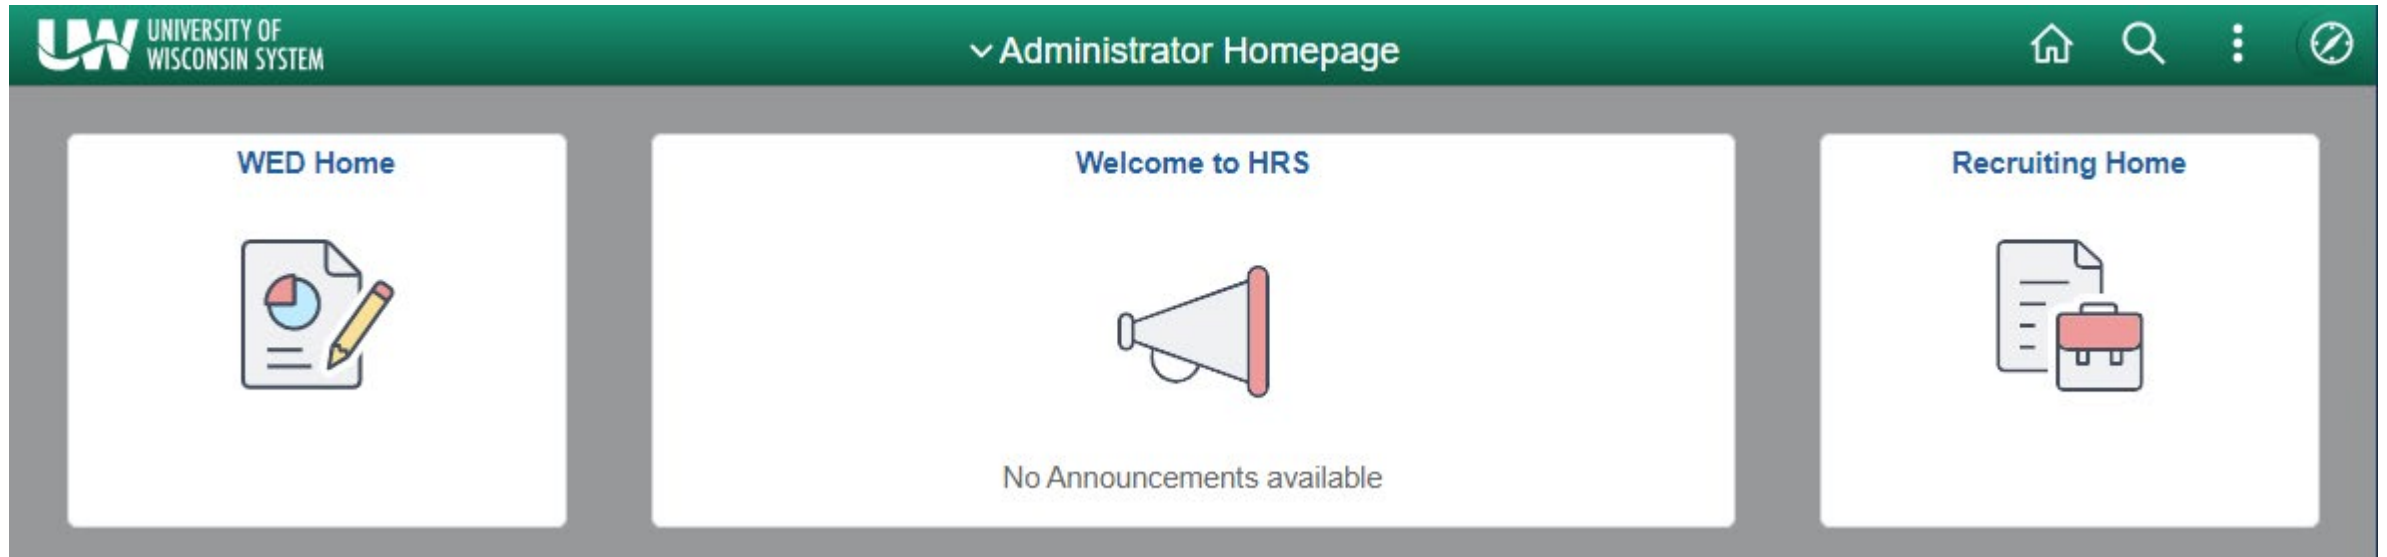 UNIVERSITY OF
WISCONSIN SYSTEM
Administrator Homepage
WED Home
Welcome to HRS
No Announcements available
Recruiting Home